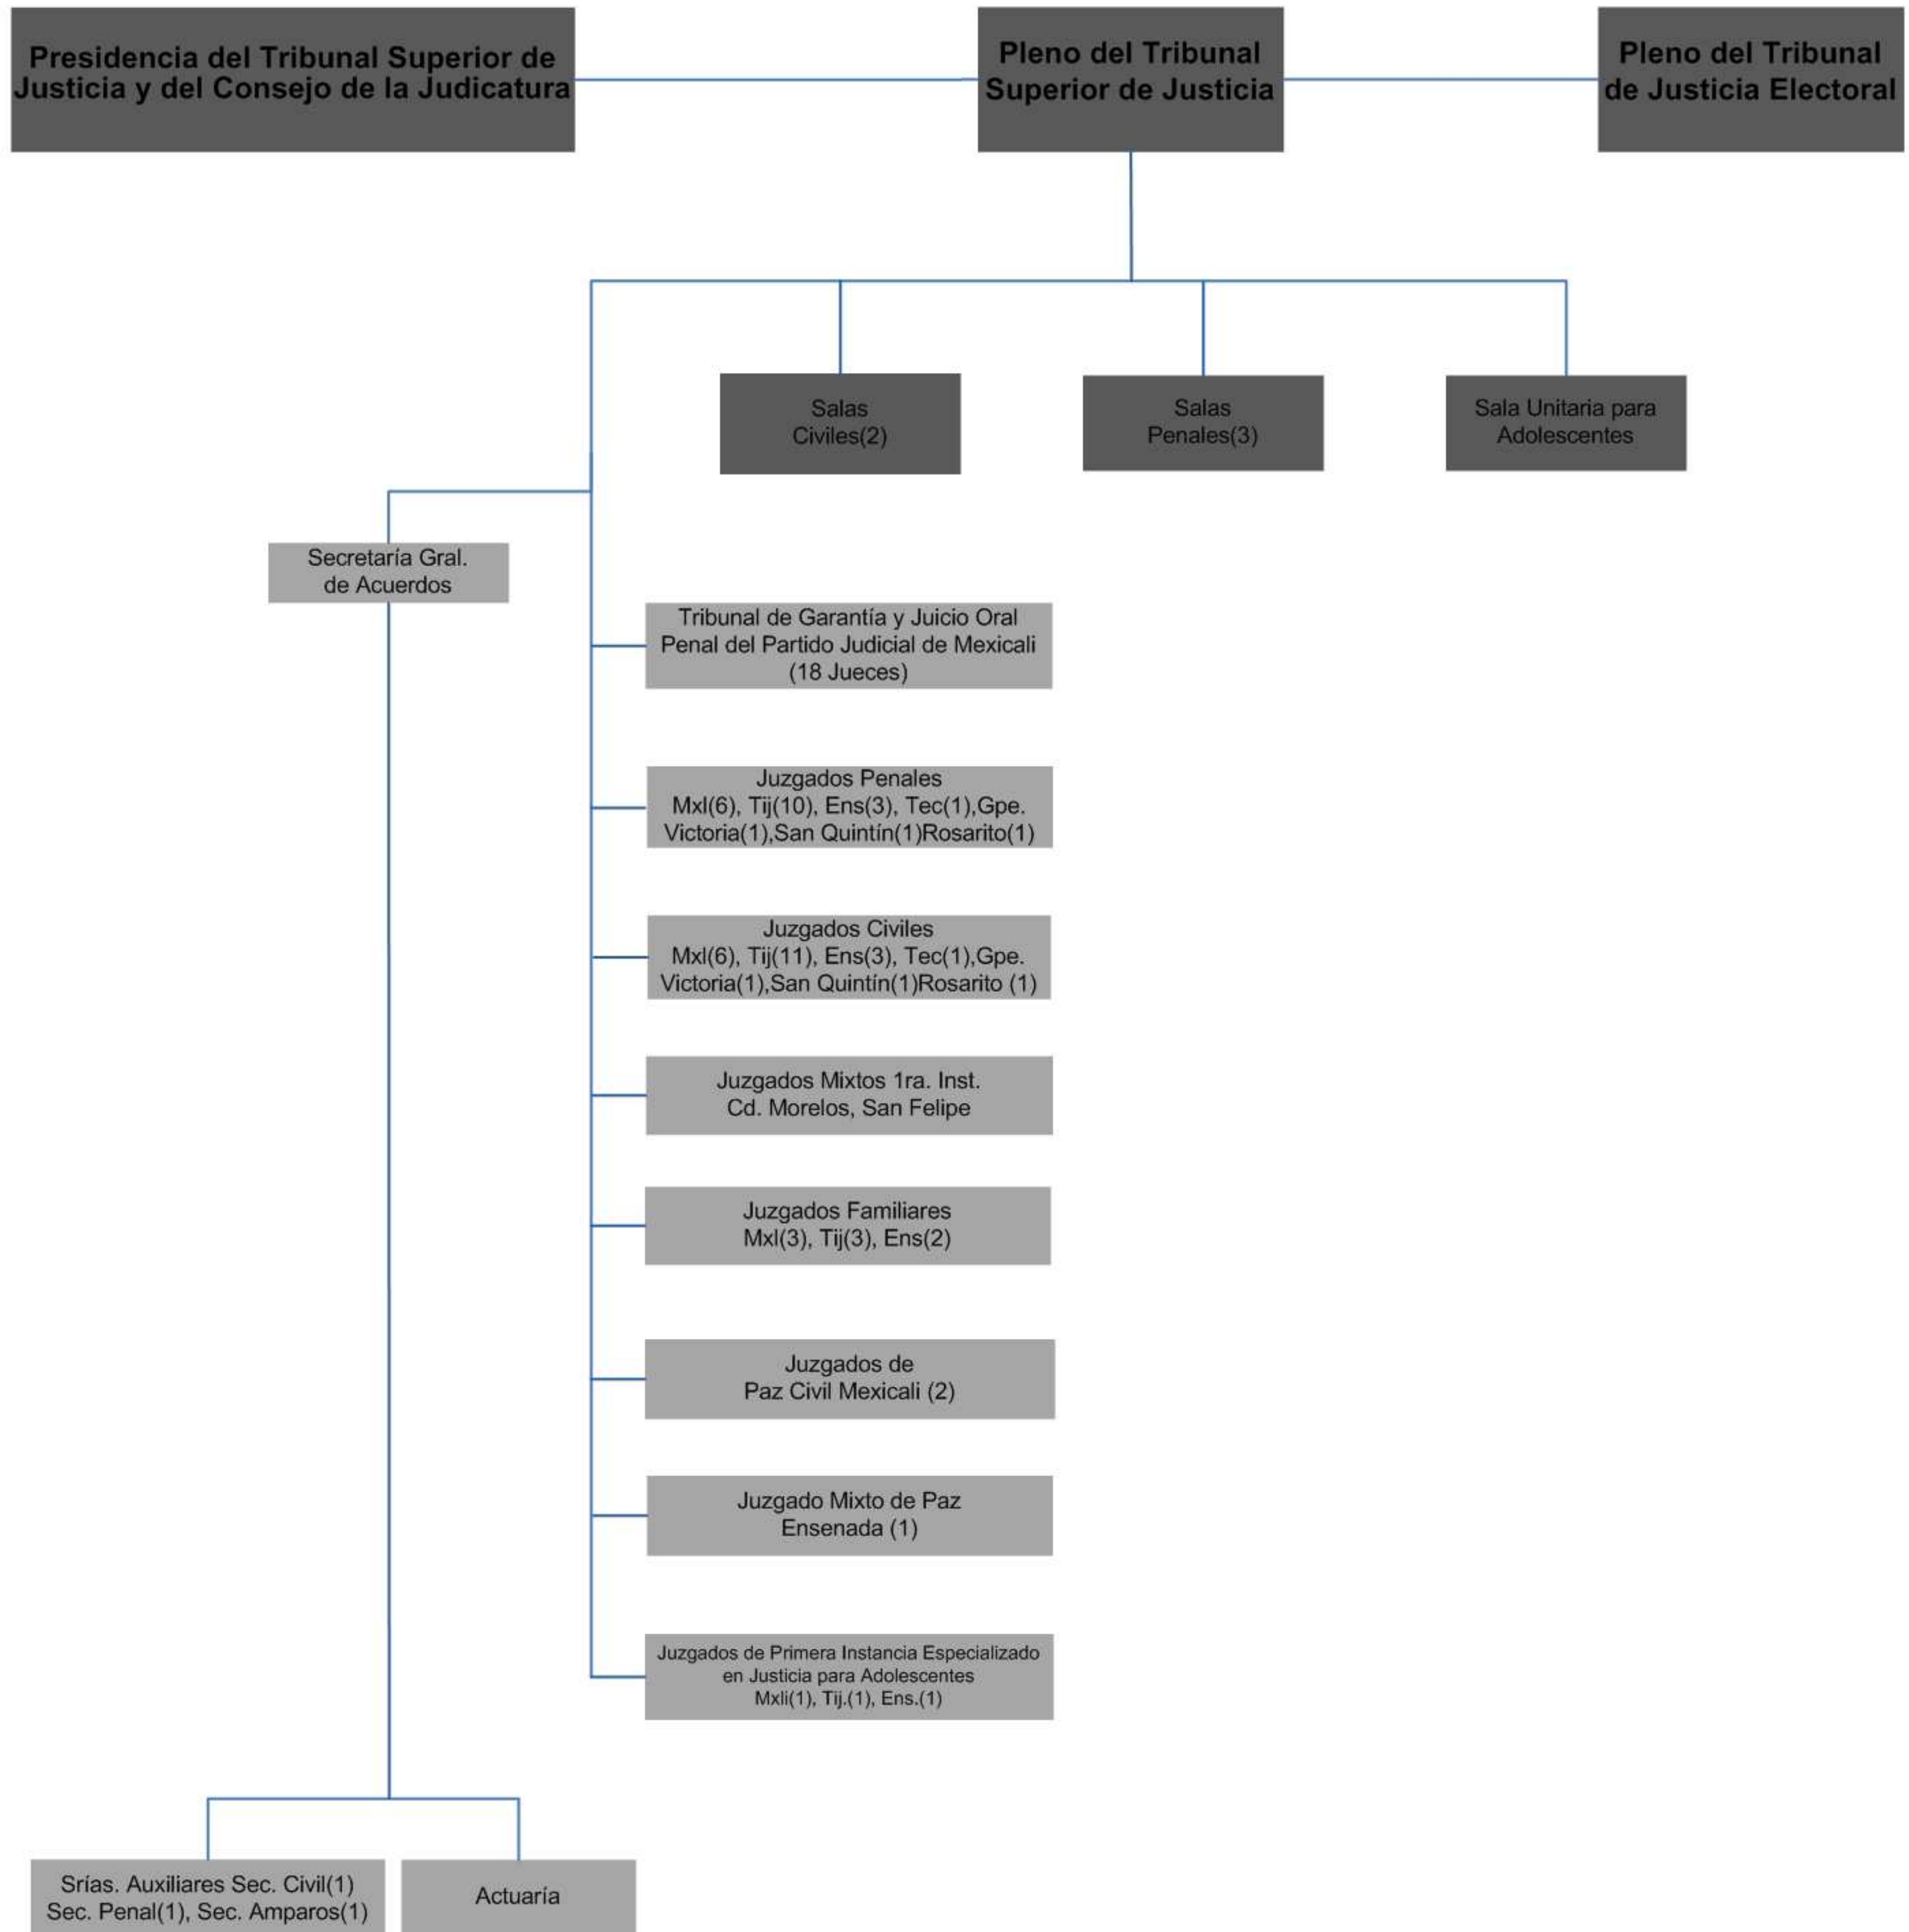 Presidencia del Tribunal Superior de
Justicia y del Consejo de la Judicatura
Pleno del Tribunal
Superior de Justicia
Pleno del Tribunal
de Justicia Electoral
Salas
Civiles(2)
Salas
Penales(3)
Sala Unitaria para
Adolescentes
Secretaría Gral.
de Acuerdos
Tribunal de Garantía y Juicio Oral
Penal del Partido Judicial de Mexicali
(18 Jueces)
Juzgados Penales
Mxl(6), Tij(10), Ens(3), Tec(1),Gpe.
Victoria(1),San Quintín(1)Rosarito(1)
Juzgados Civiles
Mxl(6), Tij(11), Ens(3), Tec(1),Gpe.
Victoria(1),San Quintín(1)Rosarito (1)
Juzgados Mixtos 1ra. Inst.
Cd. Morelos, San Felipe
Juzgados Familiares
Mxl(3), Tij(3), Ens(2)
Juzgados de
Paz Civil Mexicali (2)
Juzgado Mixto de Paz
Ensenada (1)
Juzgados de Primera Instancia Especializado
en Justicia para Adolescentes
Mxli(1), Tij.(1), Ens.(1)
Srías. Auxiliares Sec. Civil(1)
Sec. Penal(1), Sec. Amparos(1)
Actuaría